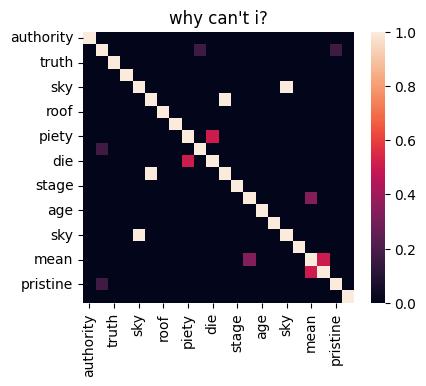 why can't i?
authority
truth
sky
roof
piety
die
stage
age
sky
mean
pristine
authority
truth
sky
roof
piety
die
stage
age
sky
mean
pristine
1.0
0.8
0.6
0.4
0.2
0.0